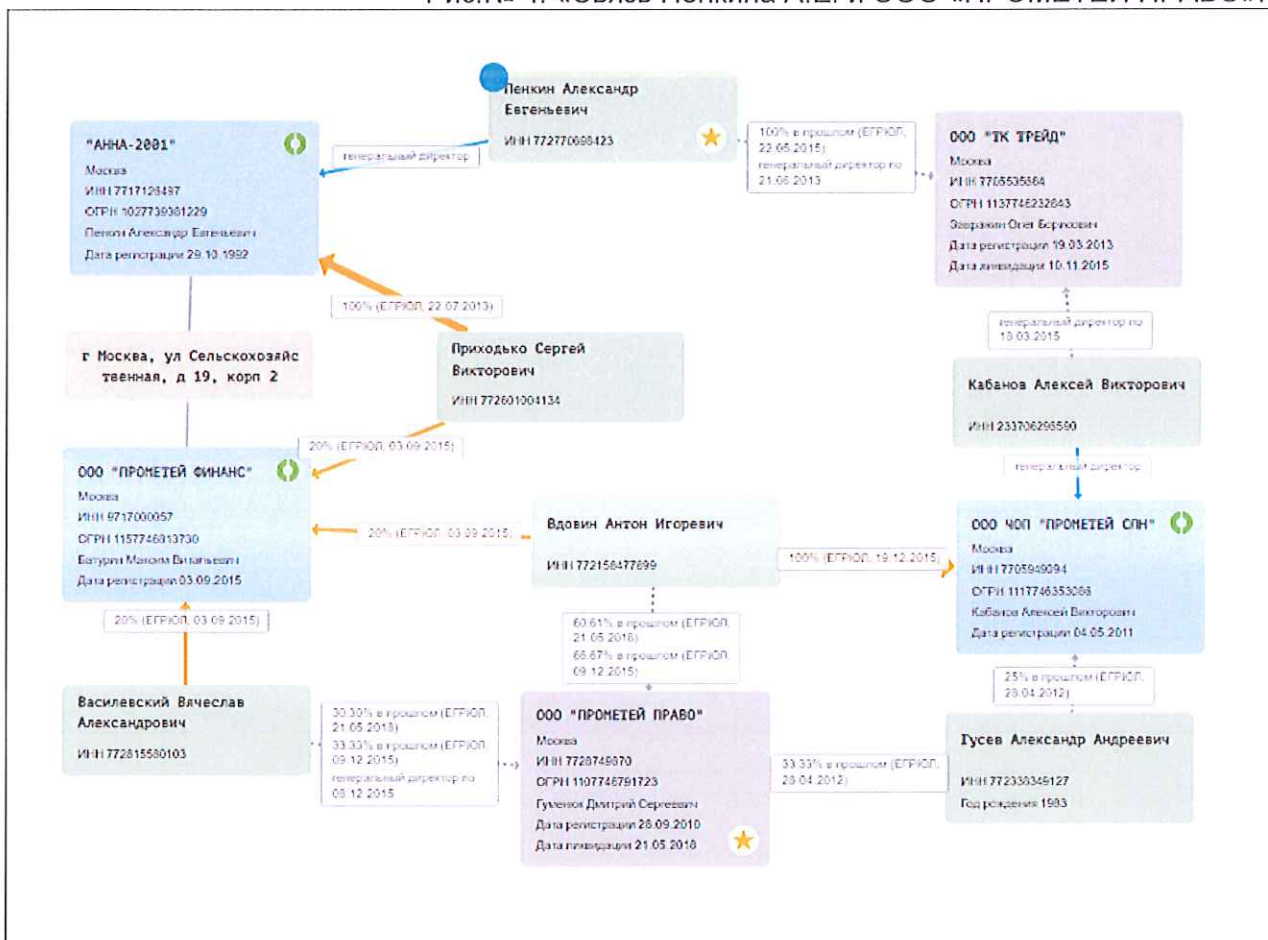 Пенкин Александр
Евгеньевич
ИНН 772770698423
"АННА-2001"
Москва
ИНН 7717126497
ОГРН 1027739381229
Пенкин Александр Евгеньевич
Дата регистрации 29.10.1992
генеральный директор
100% в прошлом (ЕГРЮЛ,
22.05.2015)
генеральный директор по
21.06.2013
ООО "ТК ТРЕЙД"
Москва
ИНН 7705535864
ОГРН 1137746232643
Олег Борисович
Дата регистрации 19.03.2013
Дата ликвидации 10.11.2015
100% (ЕГРЮЛ, 22.07.2013)
генеральный директор по
18.03.2015
г Москва, ул Сельскохозяйс
твенная, д 19, корп 2
Приходько Сергей
Викторович
ИНН 772601004134
Кабанов Алексей Викторович
ИНН 233706298590
20% (ЕГРЮЛ, 03.09.2015)
генеральный директор
ООО "ПРОМЕТЕЙ ФИНАНС"
Москва
ИНН 9717000057
ОГРН 1157746813730
Батурин Максим Витальевич
Дата регистрации 03.09.2015
20% (ЕГРЮЛ, 03.09.2015)
Вдовин Антон Игоревич
ИНН 772156477699
100% (ЕГРЮЛ, 19.12.2015)
ООО ЧОП "ПРОМЕТЕЙ СПН"
Москва
ИНН 7705949094
ОГРН 1117746353086
Кабанов Алексей Викторович
Дата регистрации 04.05.2011
20% (ЕГРЮЛ, 03.09.2015)
60.61% в прошлом (ЕГРЮЛ,
21.05.2018)
66.67% в прошлом (ЕГРЮЛ,
09.12.2015)
25% в прошлом (ЕГРЮЛ,
28.04.2012)
Василевский Вячеслав
Александрович
ИНН 772815580103
30.30% в прошлом (ЕГРЮЛ,
21.05.2018)
33.33% в прошлом (ЕГРЮЛ,
09.12.2015)
генеральный директор по
08.12.2015
ООО "ПРОМЕТЕЙ ПРАВО"
Москва
ИНН 7728749870
ОГРН 1107746791723
Гуменюк Дмитрий Сергеевич
Дата регистрации 28.09.2010
Дата ликвидации 21.05.2018
33.33% в прошлом (ЕГРЮЛ,
28.04.2012)
Гусев Александр Андреевич
ИНН 772338349127
Год рождения 1983